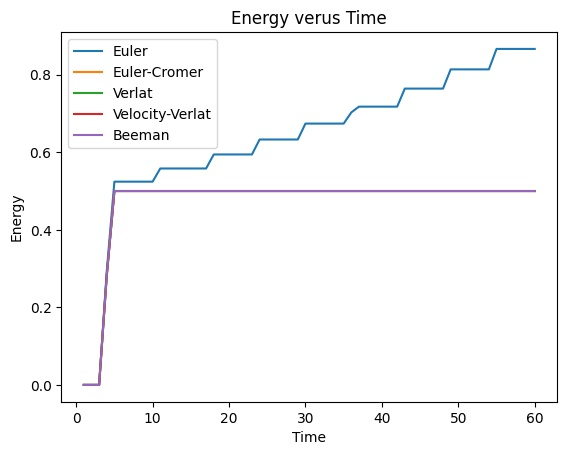 Energy verus Time
Euler
Euler-Cromer
Verlat
Velocity-Verlat
Beeman
Energy
0.8
0.6
0.4
0.2
0.0
0
10
20
30
40
50
60
Time